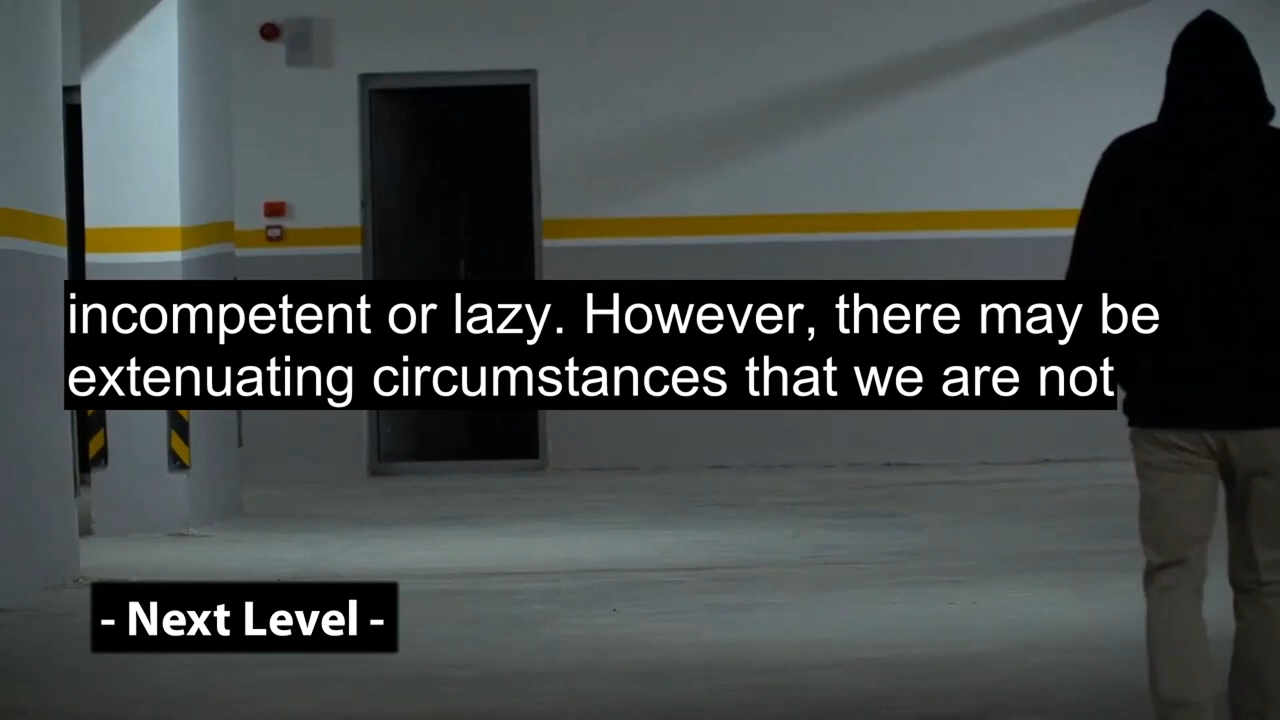 incompetent or lazy. However, there may be
extenuating circumstances that we are not
- Next Level -